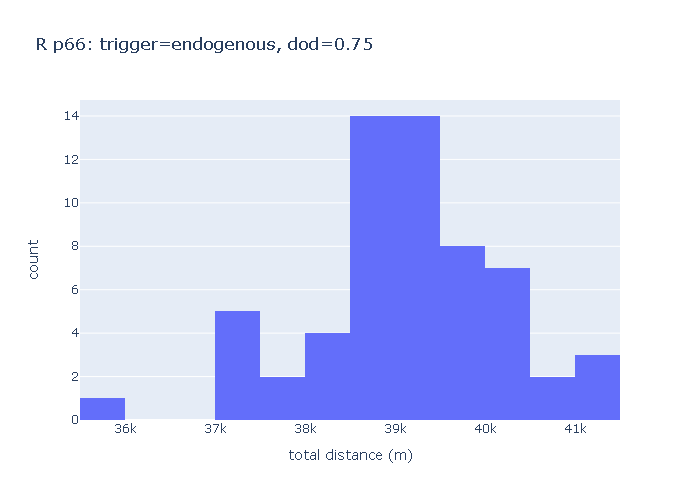 R p66: trigger=endogenous, dod=0.75
14
12
10
8
6
4
2
0
count
36k 37k 38k 39k 40k 41k
total distance (m)